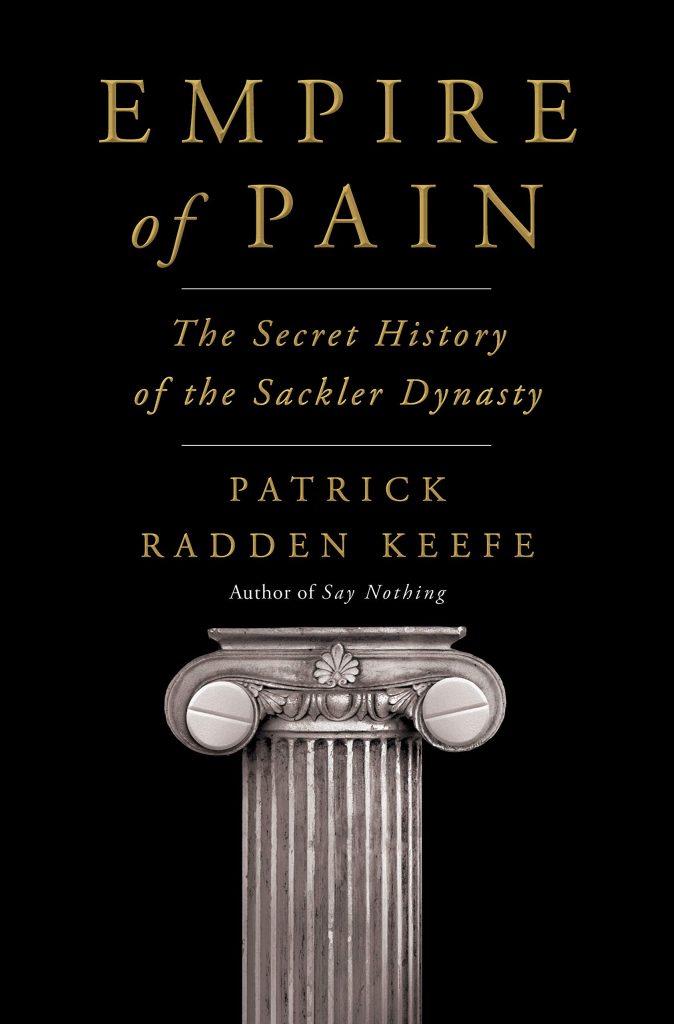 EMPIRE
of PAIN
The Secret History
of the Sackler Dynasty
PATRICK
RADDEN KEEFE
Author of Say Nothing